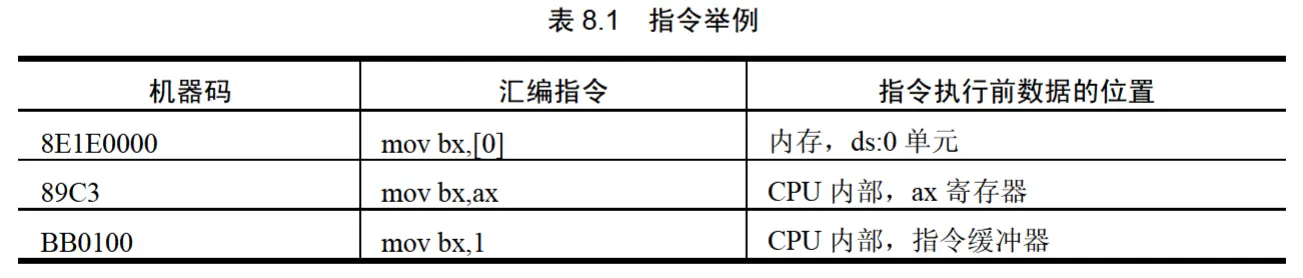 表 8.1 指令举例
机器码 汇编指令 指令执行前数据的位置
8E1E0000 mov bx,[0] 内存，ds:0 单元
89C3 mov bx,ax CPU 内部，ax 寄存器
BB0100 mov bx,1 CPU 内部，指令缓冲器